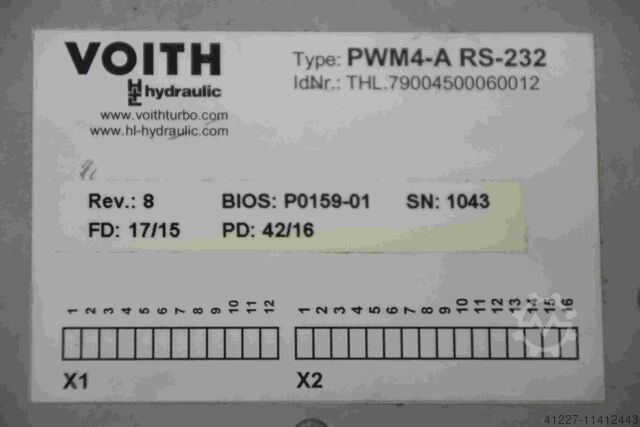 VOITH
hydraulic
www.voithturbo.com
www.hl-hydraulic.com
Type: PWM4-A RS-232
IdNr.: THL.79004500060012
Rev.: 8 BIOS: P0159-01 SN: 1043
FD: 17/15 PD: 42/16
1 2 3 4 5 6 7 8 9 10 11 12
1 2 3 4 5 6 7 8 9 10 11 12 13 14 15 16
X1 X2
41227-11412443